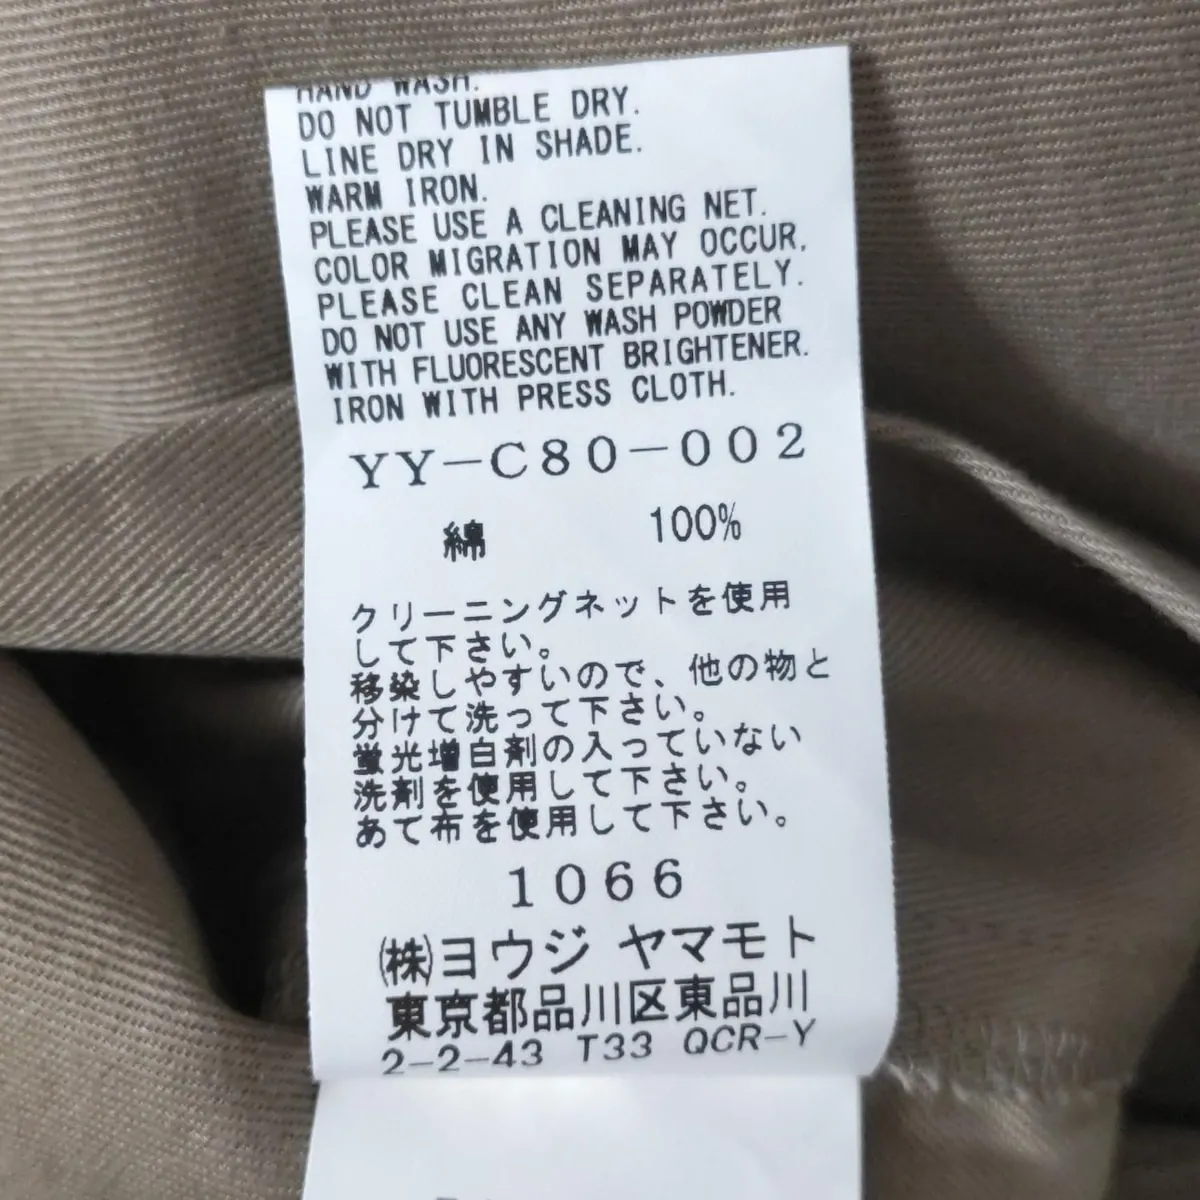 HAND WASH.
DO NOT TUMBLE DRY.
LINE DRY IN SHADE.
WARM IRON.
PLEASE USE A CLEANING NET.
COLOR MIGRATION MAY OCCUR.
PLEASE CLEAN SEPARATELY.
DO NOT USE ANY WASH POWDER
WITH FLUORESCENT BRIGHTENER.
IRON WITH PRESS CLOTH.
YY-C80-002
綿 100%
クリーニングネットを使用
して下さい。
移染しやすいので、他の物と
分けて洗って下さい。
蛍光増白剤の入っていない
洗剤を使用して下さい。
あて布を使用して下さい。
1066
㈱ヨウジ ヤマモト
東京都品川区東品川
2-2-43 T33 QCR-Y